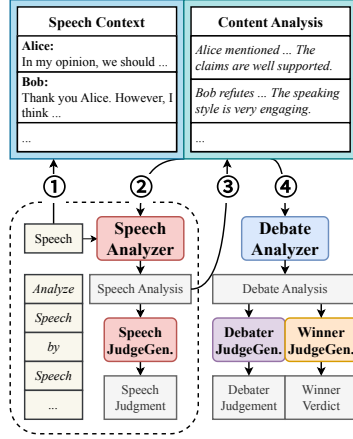 Speech Context
Alice:
In my opinion, we should ...
Bob:
Thank you Alice. However, I
think ...
...
Content Analysis
Alice mentioned ... The
claims are well supported.
Bob refutes ... The speaking
style is very engaging.
...
① ② ③ ④
Speech
Speech
Analyzer
Debate
Analyzer
Analyze
Speech
by
Speech
...
Speech Analysis
Debate Analysis
Speech
JudgeGen.
Debater
JudgeGen.
Winner
JudgeGen.
Speech
Judgment
Debater
Judgement
Winner
Verdict